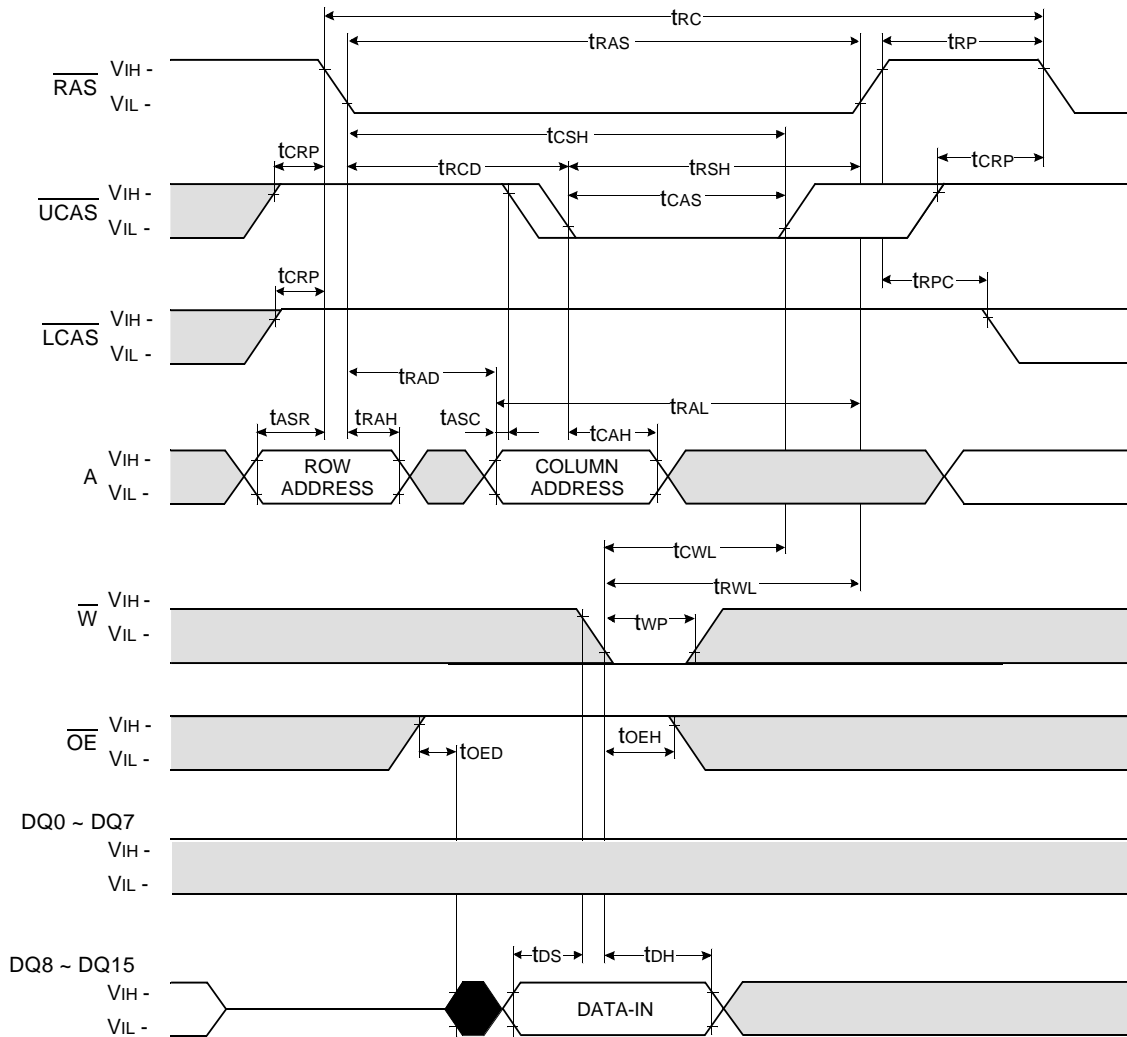 tRC
tRAS
tRP
RAS
VIH -
VIL -
tCSH
tCRP
tRCD
tRSH
tCRP
UCAS
VIH -
VIL -
tCAS
tCRP
tRPC
LCAS
VIH -
VIL -
tRAD
tRAL
tASR
tRAH
tASC
tCAH
A
VIH -
VIL -
ROW
ADDRESS
COLUMN
ADDRESS
tCWL
tRWL
W
VIH -
VIL -
tWP
OE
VIH -
VIL -
tOED
tOEH
DQ0 ~ DQ7
VIH -
VIL -
tDS
tDH
DQ8 ~ DQ15
VIH -
VIL -
DATA-IN